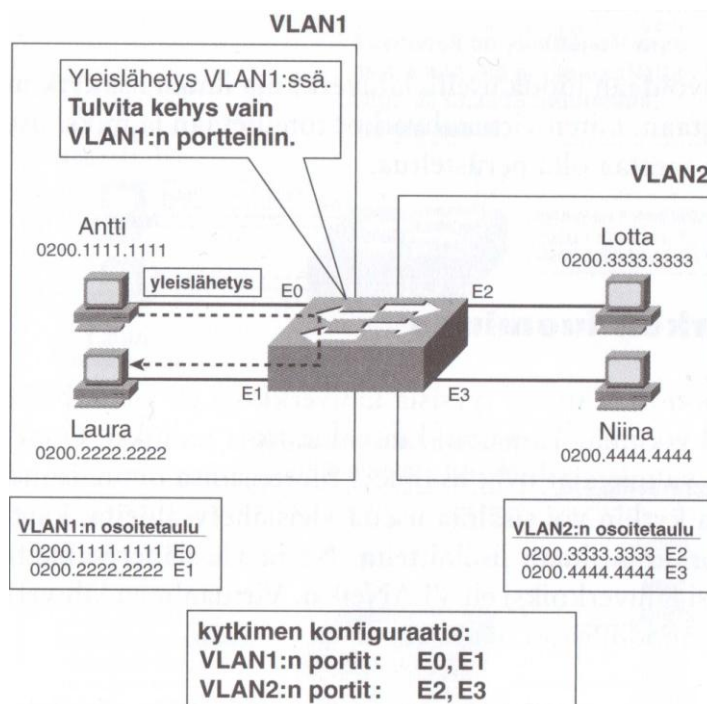 VLAN1
Yleislähetys VLAN1:ssä.
Tulvita kehys vain
VLAN1:n portteihin.
VLAN2
Antti
0200.1111.1111
Lotta
0200.3333.3333
yleislähetys
E0
E2
E1
E3
Laura
0200.2222.2222
Niina
0200.4444.4444
VLAN1:n osoitetaulu
0200.1111.1111 E0
0200.2222.2222 E1
VLAN2:n osoitetaulu
0200.3333.3333 E2
0200.4444.4444 E3
kytkimen konfiguraatio:
VLAN1:n portit: E0,E1
VLAN2:n portit: E2,E3